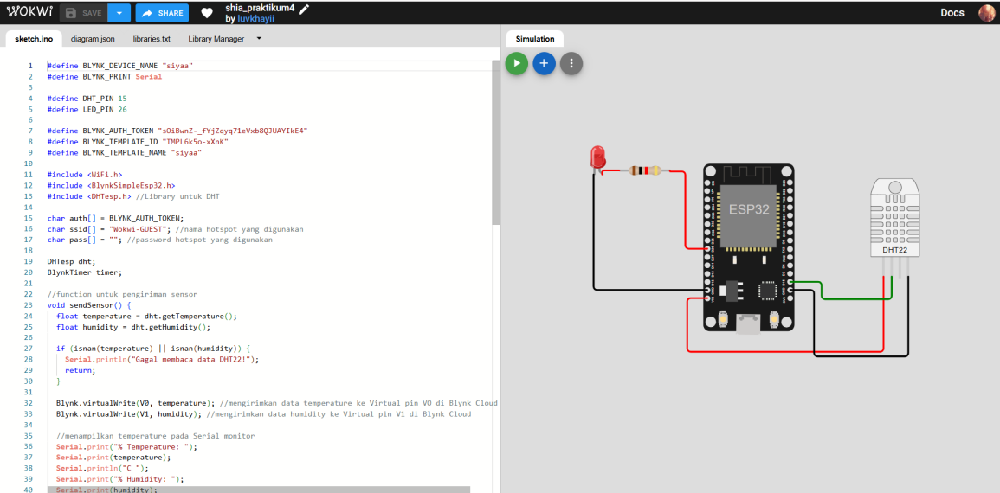 WOKWi SAVE SHARE shia_praktikum4 by luvkhayii Docs
sketch.ino diagram.json libraries.txt Library Manager Simulation
1 #define BLYNK_DEVICE_NAME "siyaa"
2 #define BLYNK_PRINT Serial
3
4 #define DHT_PIN 15
5 #define LED_PIN 26
6
7 #define BLYNK_AUTH_TOKEN "sOiBwnZ-_fYjZqyq71eVxb8QJUAYIkE4"
8 #define BLYNK_TEMPLATE_ID "TMPL6k5o-xXnK"
9 #define BLYNK_TEMPLATE_NAME "siyaa"
10
11 #include <WiFi.h>
12 #include <BlynkSimpleEsp32.h>
13 #include <DHTesp.h> //Library untuk DHT
14
15 char auth[] = BLYNK_AUTH_TOKEN;
16 char ssid[] = "Wokwi-GUEST"; //nama hotspot yang digunakan
17 char pass[] = ""; //password hotspot yang digunakan
18
19 DHTesp dht;
20 BlynkTimer timer;
21
22 //function untuk pengiriman sensor
23 void sendSensor() {
24 float temperature = dht.getTemperature();
25 float humidity = dht.getHumidity();
26
27 if (isnan(temperature) || isnan(humidity)) {
28 Serial.println("Gagal membaca data DHT22!");
29 return;
30 }
31
32 Blynk.virtualWrite(V0, temperature); //mengirimkan data temperature ke Virtual pin VO di Blynk Cloud
33 Blynk.virtualWrite(V1, humidity); //mengirimkan data humidity ke Virtual pin V1 di Blynk Cloud
34
35 //menampilkan temperature pada Serial monitor
36 Serial.print("% Temperature: ");
37 Serial.print(temperature);
38 Serial.println("C ");
39 Serial.print("% Humidity: ");
40 Serial.print(humidity);
ESP32
DHT22